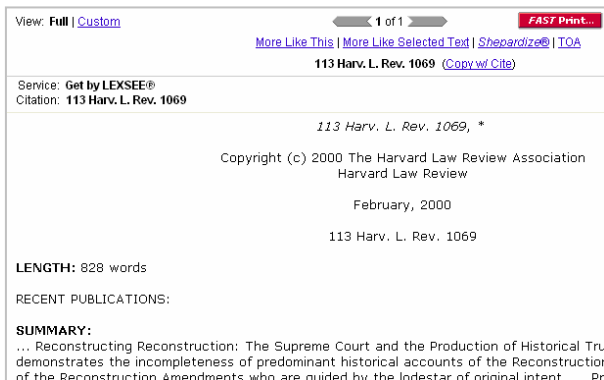 View: Full | Custom
1 of 1
FAST Print...
More Like This | More Like Selected Text | Shepardize® | TOA
113 Harv. L. Rev. 1069 (Copy w/ Cite)
Service: Get by LEXSEE®
Citation: 113 Harv. L. Rev. 1069
113 Harv. L. Rev. 1069, *
Copyright (c) 2000 The Harvard Law Review Association
Harvard Law Review
February, 2000
113 Harv. L. Rev. 1069
LENGTH: 828 words
RECENT PUBLICATIONS:
SUMMARY:
... Reconstructing Reconstruction: The Supreme Court and the Production of Historical Tru
demonstrates the incompleteness of predominant historical accounts of the Reconstruction
of the Reconstruction Amendments who are guided by the lodestar of original intent. ... Pr